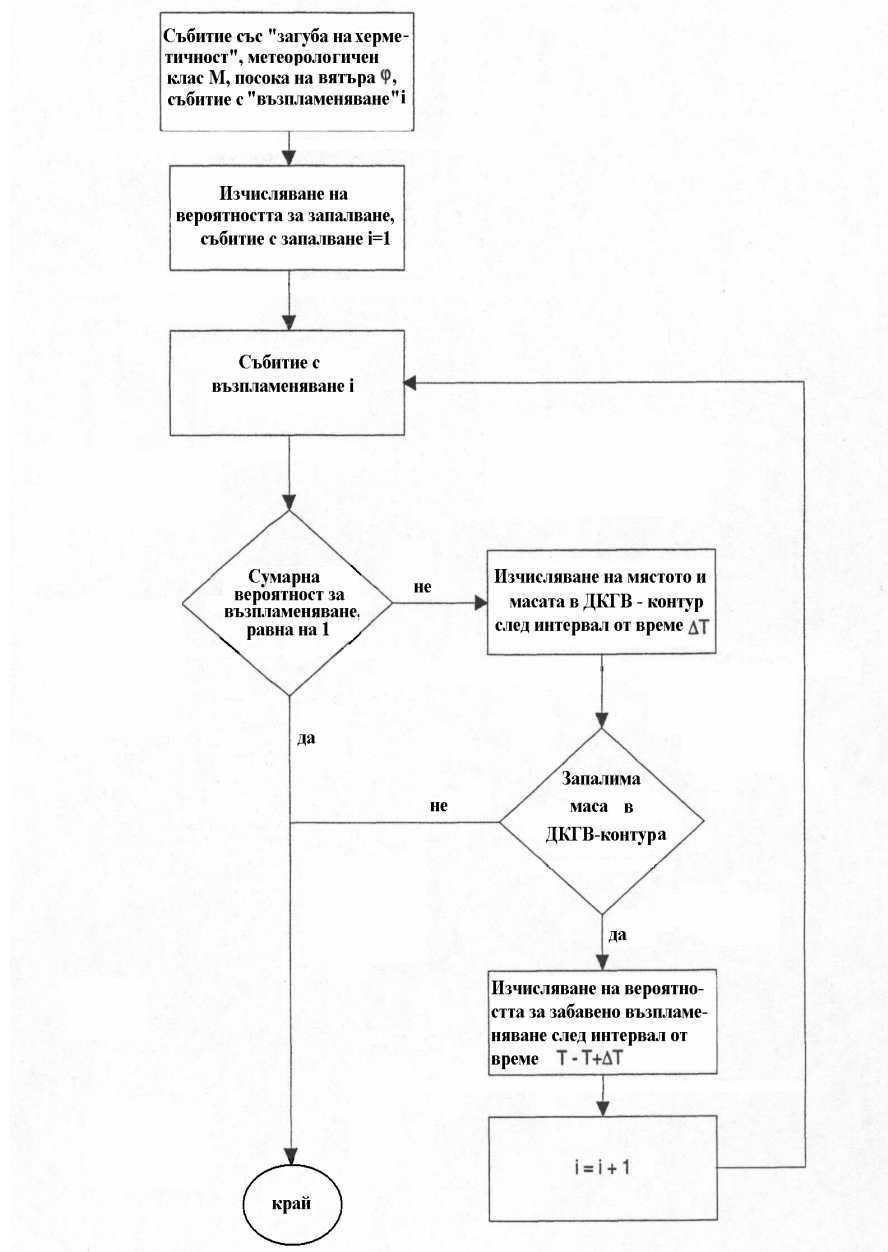 Събитие със "загуба на херме-
тичност", метеорологичен
клас М, посока на вятъра φ,
събитие с "възпламеняване"i
Изчисляване на
вероятността за запалване,
събитие с запалване i=1
Събитие с
възпламеняване i
Сумарна
вероятност за
възпламеняване,
равна на 1
не
Изчисляване на мястото и
масата в ДКГВ - контур
след интервал от време ΔT
да
Запалима
маса в
ДКГВ-контура
не
да
Изчисляване на вероятно-
стта за забавено възпламе-
няване след интервал от
време T - T+ΔT
i = i + 1
край